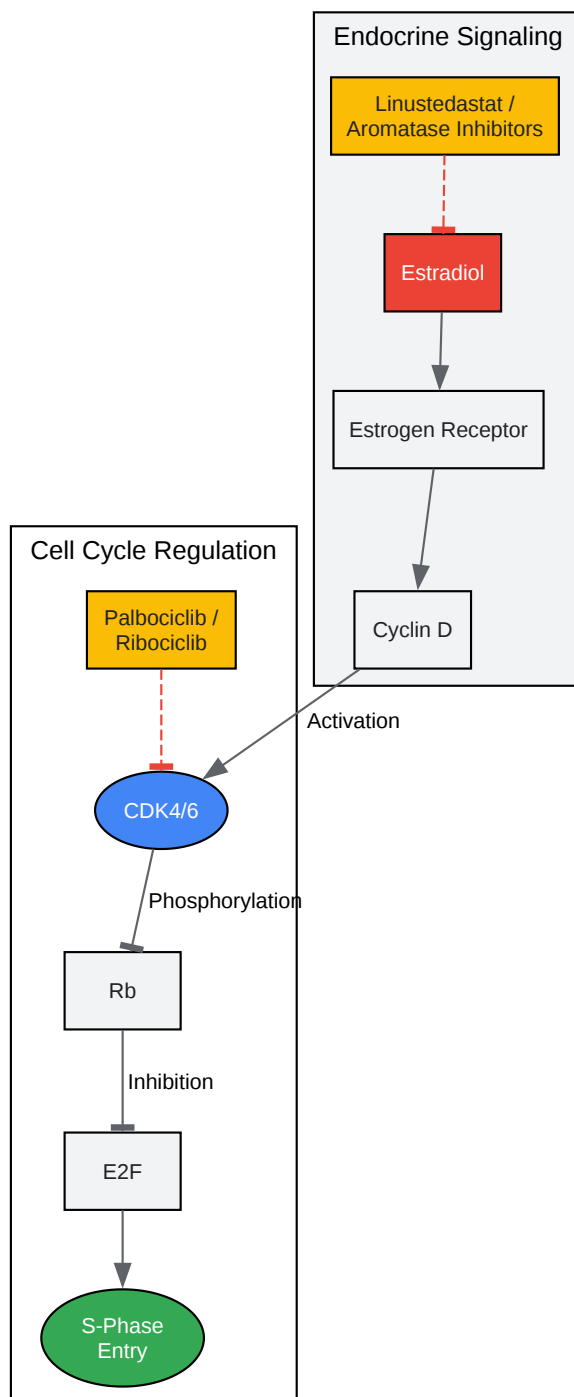 Endocrine Signaling
Linustedastat /
Aromatase Inhibitors
Estradiol
Estrogen Receptor
Cyclin D
Cell Cycle Regulation
Palbociclib /
Ribociclib
Activation
CDK4/6
Phosphorylation
Rb
Inhibition
E2F
S-Phase
Entry